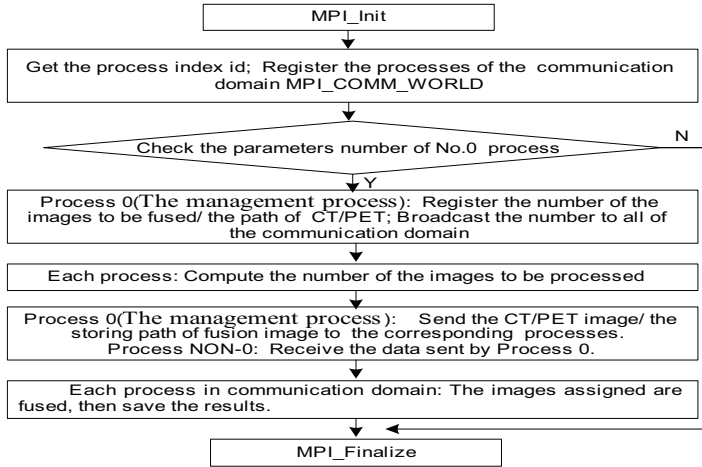 MPI_Init
Get the process index id; Register the processes of the communication
domain MPI_COMM_WORLD
Check the parameters number of No.0 process
N
Y
Process 0(The management process): Register the number of the
images to be fused/ the path of CT/PET; Broadcast the number to all of
the communication domain
Each process: Compute the number of the images to be processed
Process 0(The management process): Send the CT/PET image/ the
storing path of fusion image to the corresponding processes.
Process NON-0: Receive the data sent by Process 0.
Each process in communication domain: The images assigned are
fused, then save the results.
MPI_Finalize